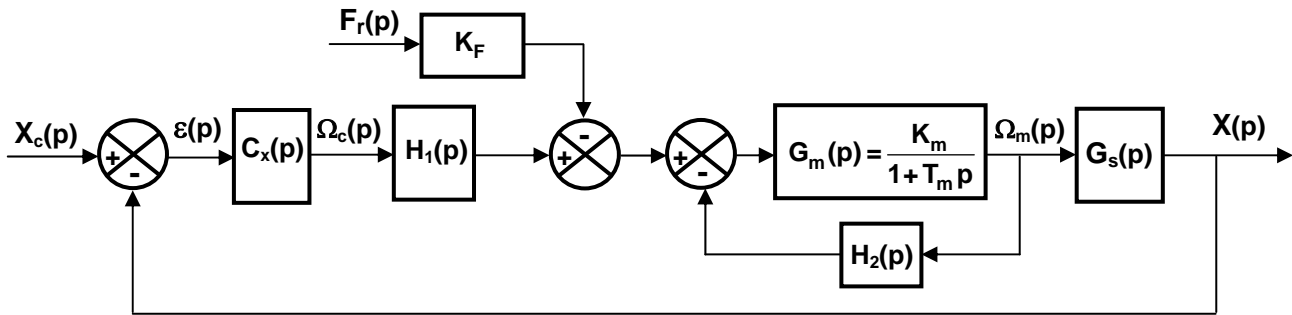 Fr(p)
KF
Xc(p)
ε(p)
Cx(p)
Ωc(p)
H1(p)
Gm(p) = Km / 1 + Tm p
Ωm(p)
Gs(p)
X(p)
+
-
-
+
+
-
H2(p)